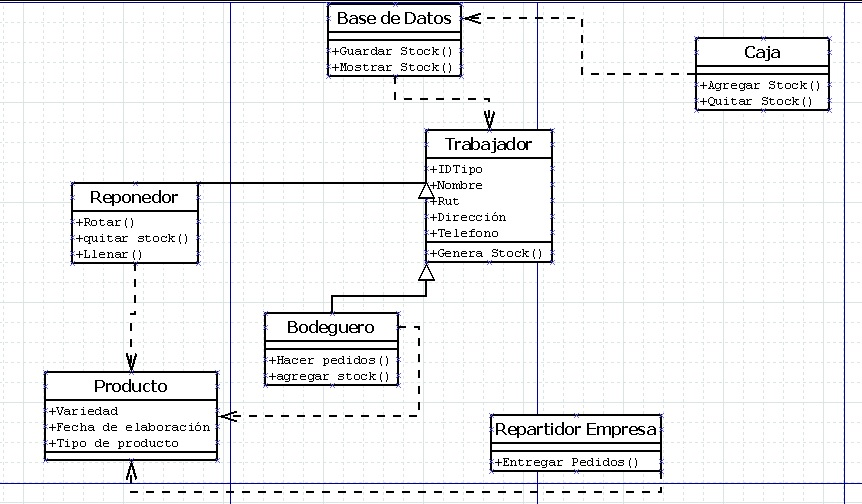 Base de Datos
+Guardar Stock()
+Mostrar Stock()
Caja
+Agregar Stock()
+Quitar Stock()
Trabajador
+IDTipo
+Nombre
+Rut
+Dirección
+Telefono
+Genera Stock()
Reponedor
+Rotar()
+quitar stock()
+Llenar()
Bodeguero
+Hacer pedidos()
+agregar stock()
Producto
+Variedad
+Fecha de elaboración
+Tipo de producto
Repartidor Empresa
+Entregar Pedidos()